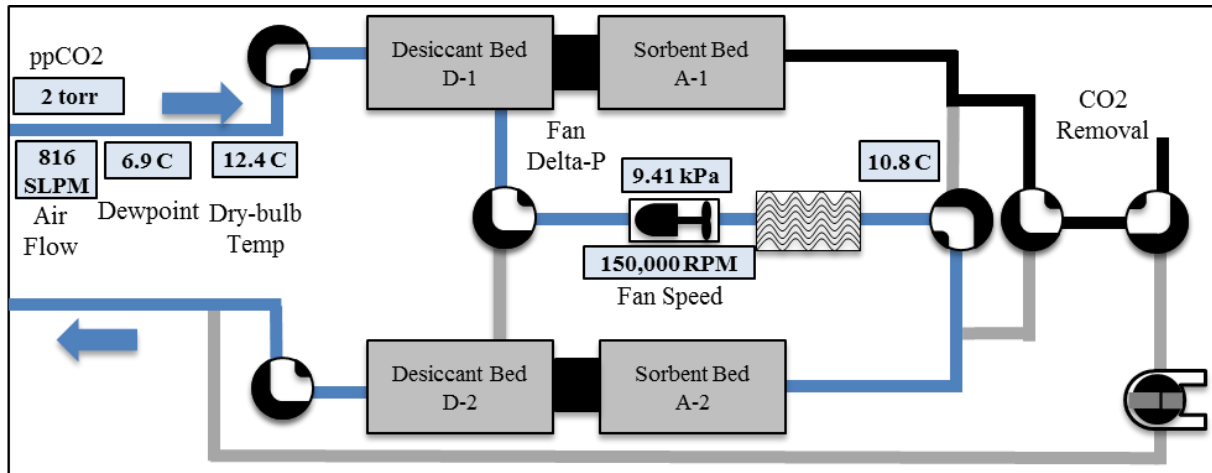 ppCO2
2 torr
816
SLPM
Air
Flow
6.9 C
Dewpoint
12.4 C
Dry-bulb
Temp
Desiccant Bed
D-1
Sorbent Bed
A-1
Fan
Delta-P
9.41 kPa
150,000 RPM
Fan Speed
10.8 C
CO2
Removal
Desiccant Bed
D-2
Sorbent Bed
A-2